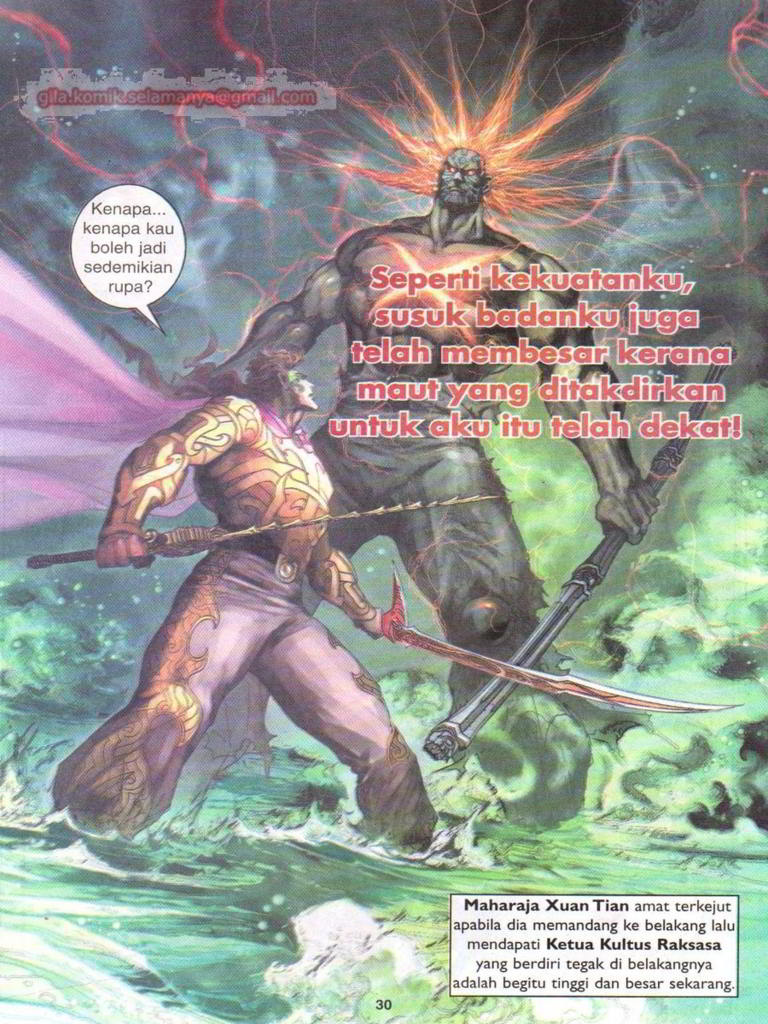 gila.komik.selamanya@gmail.com
Kenapa...
kenapa kau
boleh jadi
sedemikian
rupa?
Seperti kekuatanku,
susuk badanku juga
telah membesar kerana
maut yang ditakdirkan
untuk aku itu telah dekat!
Maharaja Xuan Tian amat terkejut
apabila dia memandang ke belakang lalu
mendapati Ketua Kultus Raksasa
yang berdiri tegak di belakangnya
adalah begitu tinggi dan besar sekarang.
30